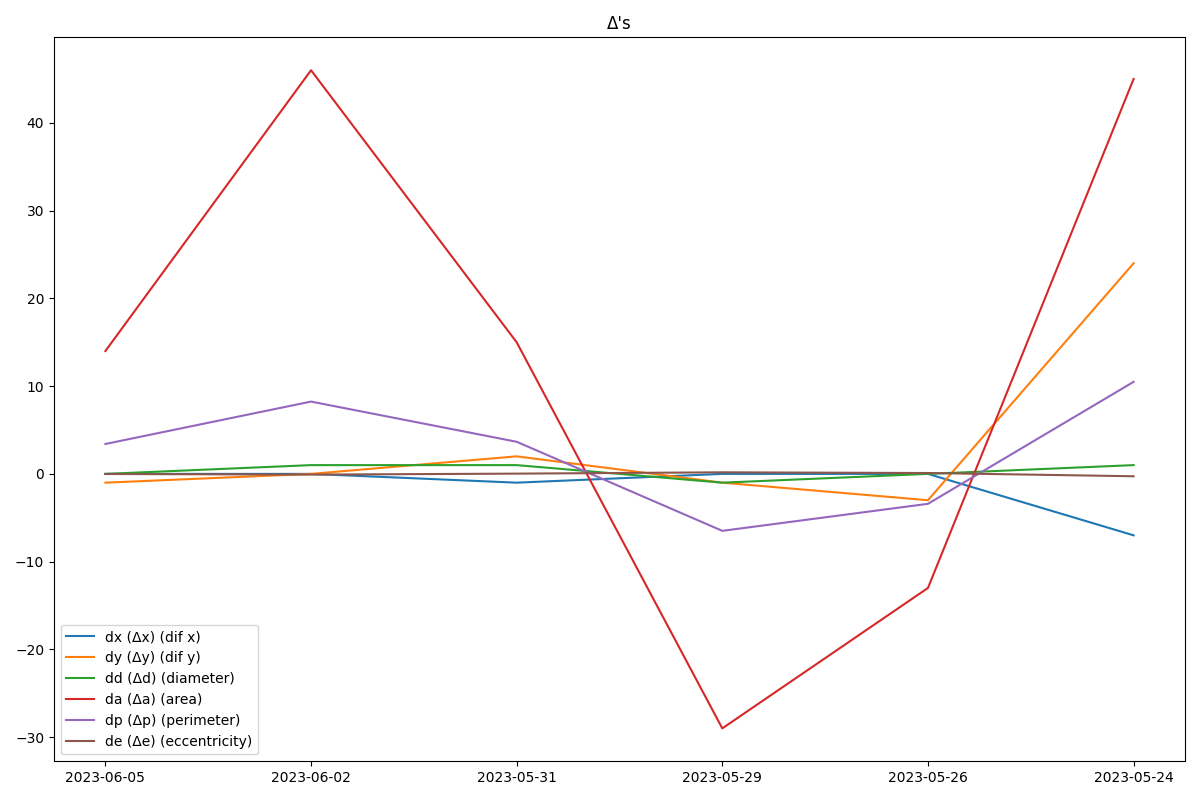 Δ's
40
30
20
10
0
−10
−20
−30
dx (Δx) (dif x)
dy (Δy) (dif y)
dd (Δd) (diameter)
da (Δa) (area)
dp (Δp) (perimeter)
de (Δe) (eccentricity)
2023-06-05 2023-06-02 2023-05-31 2023-05-29 2023-05-26 2023-05-24